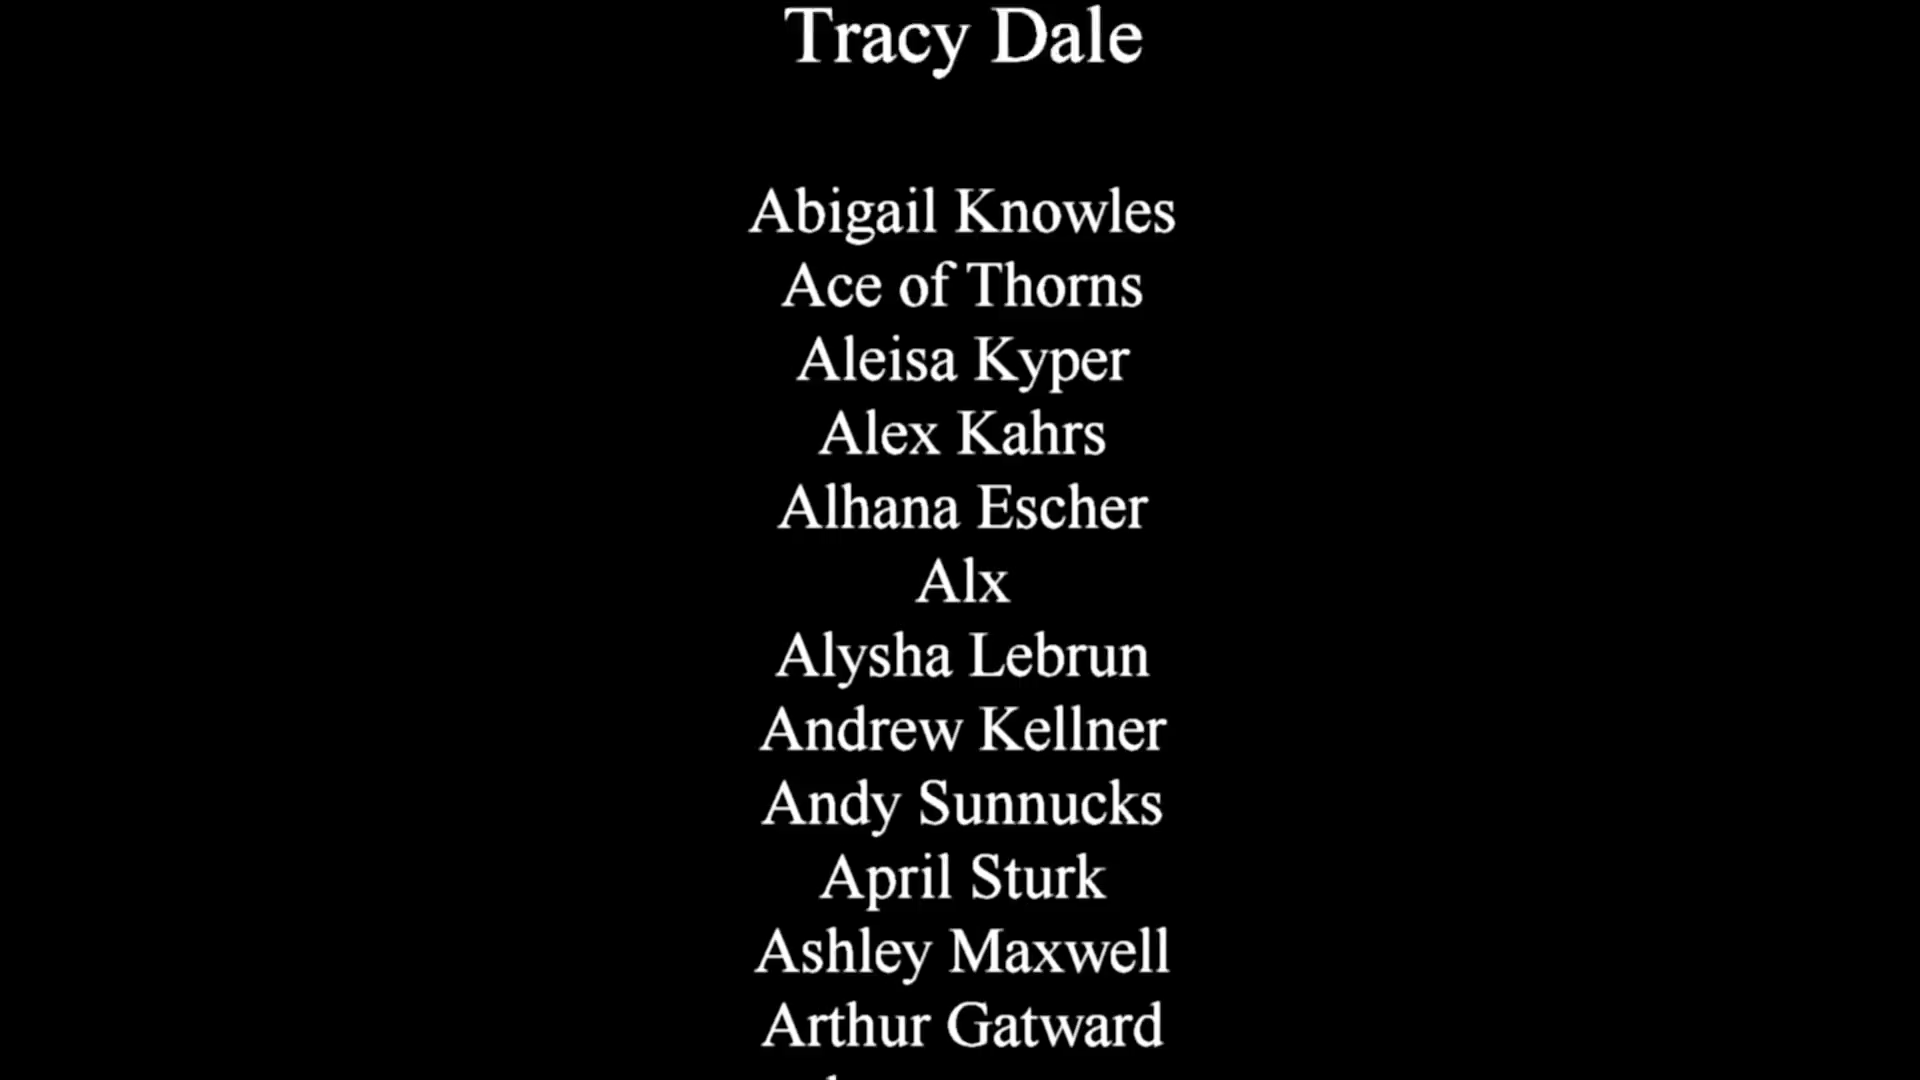 Tracy Dale
Abigail Knowles
Ace of Thorns
Aleisa Kyper
Alex Kahrs
Alhana Escher
Alx
Alysha Lebrun
Andrew Kellner
Andy Sunnucks
April Sturk
Ashley Maxwell
Arthur Gatward